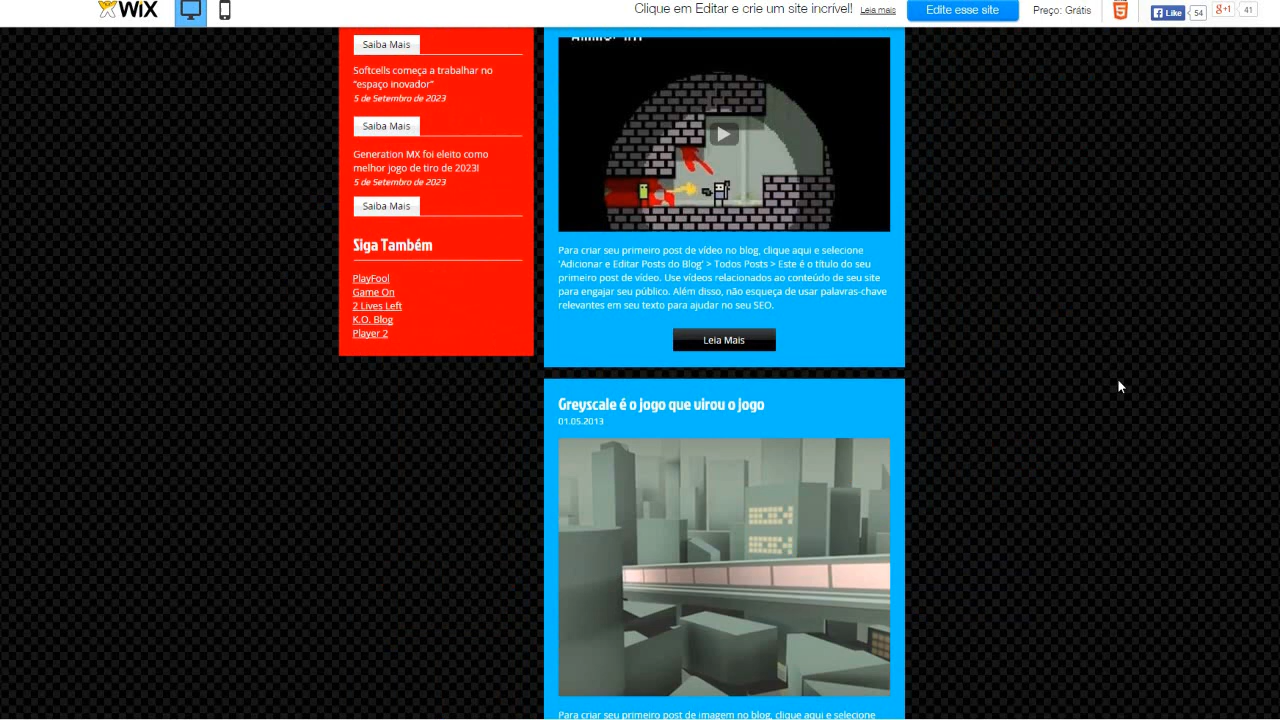 WiX
Clique em Editar e crie um site incrível!
Leia mais
Edite esse site
Preço: Grátis
Like
54
g+1
41
Saiba Mais
Softcells começa a trabalhar no
“espaço inovador”
5 de Setembro de 2023
Saiba Mais
Generation MX foi eleito como
melhor jogo de tiro de 2023!
5 de Setembro de 2023
Saiba Mais
Siga Também
PlayFool
Game On
2 Lives Left
K.O. Blog
Player 2
Para criar seu primeiro post de vídeo no blog, clique aqui e selecione
'Adicionar e Editar Posts do Blog' > Todos Posts > Este é o título do seu
primeiro post de vídeo. Use vídeos relacionados ao conteúdo de seu site
para engajar seu público. Além disso, não esqueça de usar palavras-chave
relevantes em seu texto para ajudar no seu SEO.
Leia Mais
Greyscale é o jogo que virou o jogo
01.05.2013
Para criar seu primeiro post de imagem no blog, clique aqui e selecione